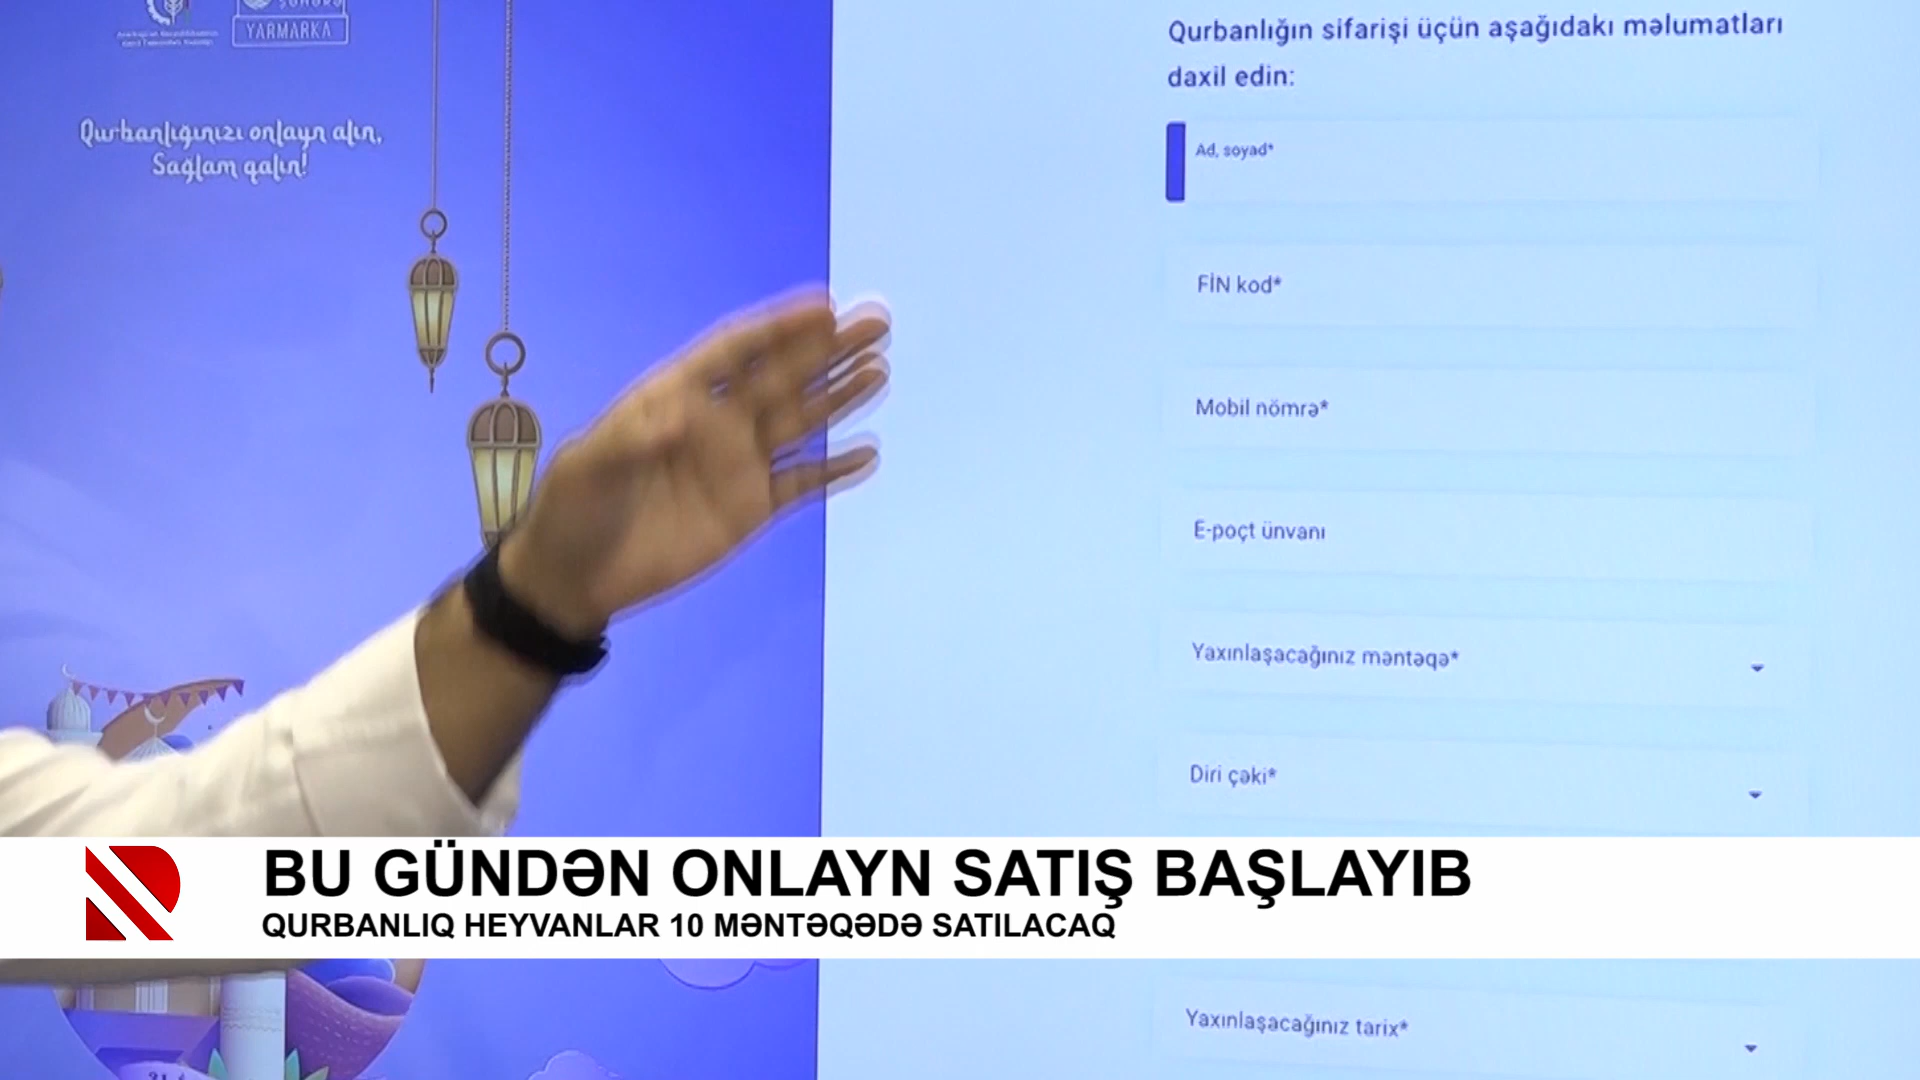 YARMARKA
Qurbanlığınızı onlayn alın,
Sağlam qalın!
Qurbanlığın sifarişi üçün aşağıdakı məlumatları
daxil edin:
Ad, soyad*
FİN kod*
Mobil nömrə*
E-poçt ünvanı
Yaxınlaşacağınız məntəqə*
Diri çəki*
BU GÜNDƏN ONLAYN SATIŞ BAŞLAYIB
QURBANLIQ HEYVANLAR 10 MƏNTƏQƏDƏ SATILACAQ
Yaxınlaşacağınız tarix*